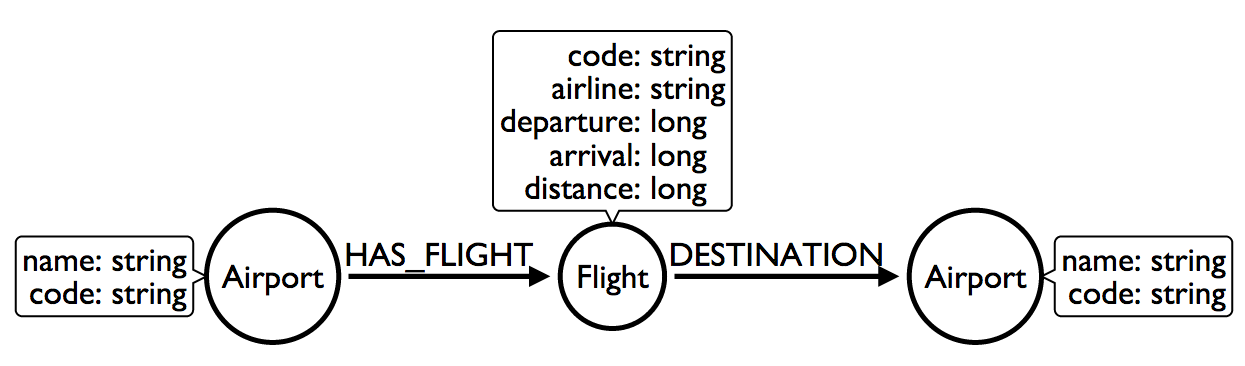 code: string
airline: string
departure: long
arrival: long
distance: long
name: string
code: string
Airport
HAS_FLIGHT
Flight
DESTINATION
Airport
name: string
code: string